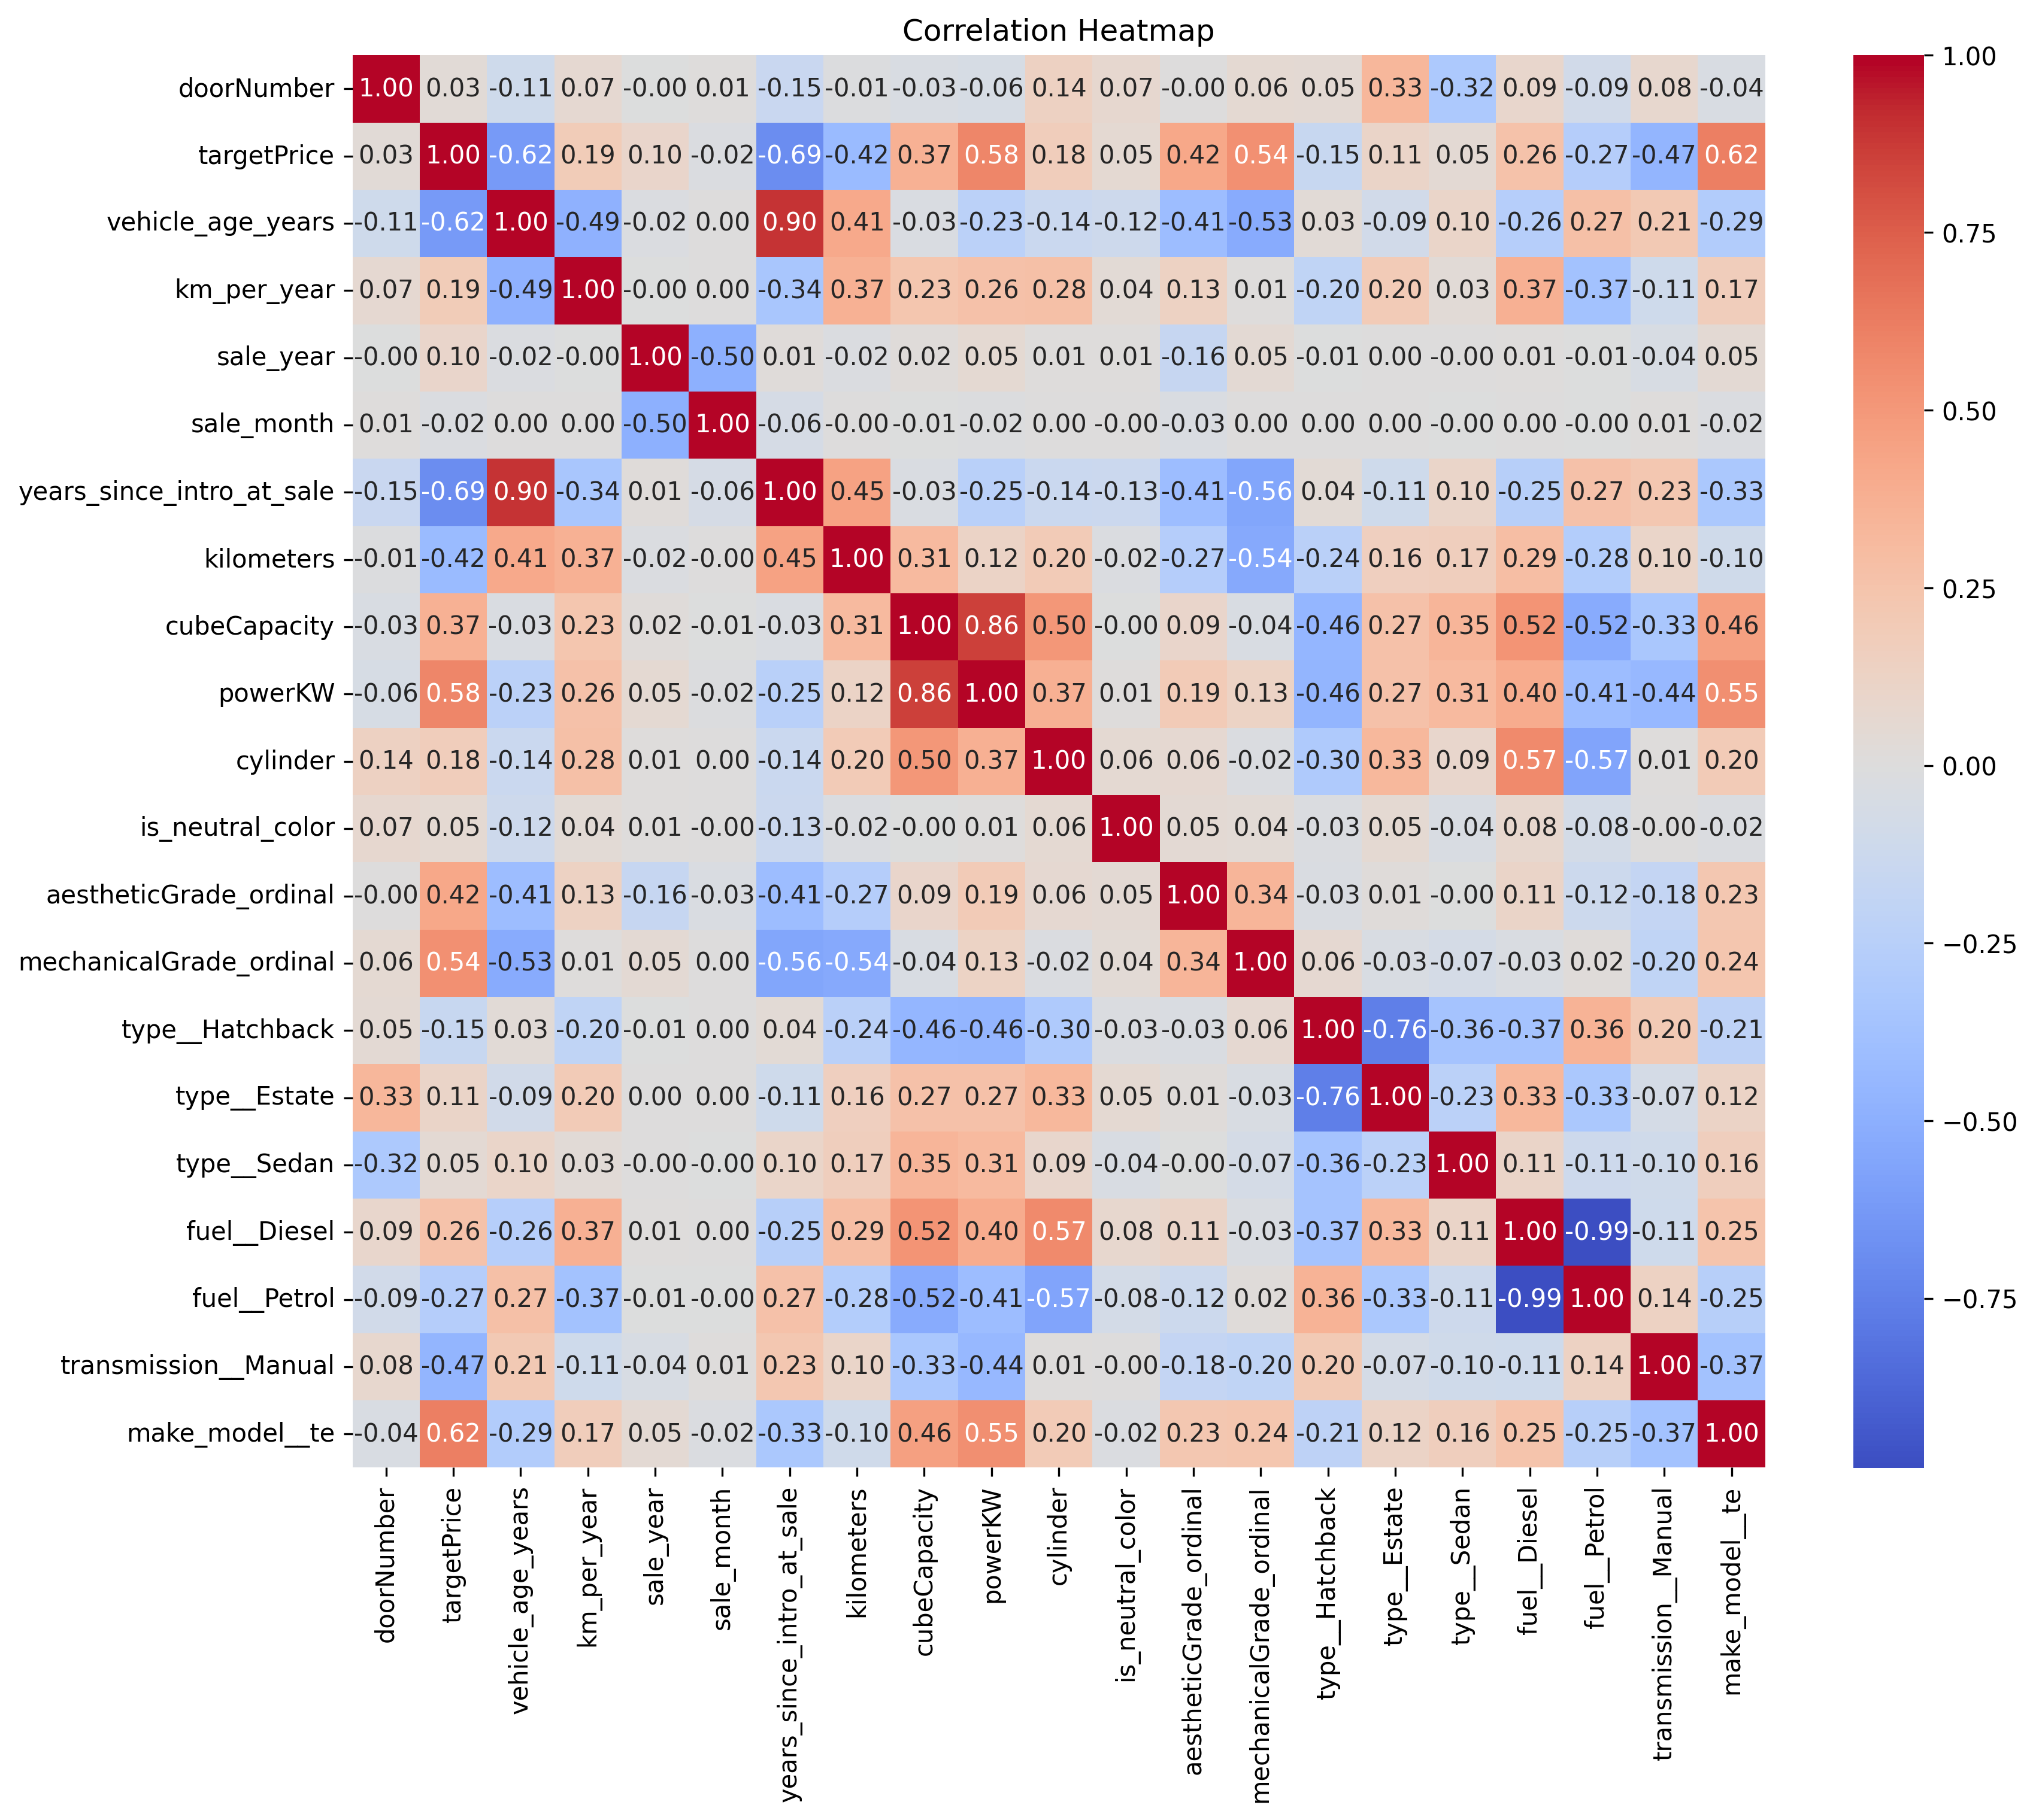 Correlation Heatmap
doorNumber 1.00 0.03 -0.11 0.07 -0.00 0.01 -0.15 -0.01 -0.03 -0.06 0.14 0.07 -0.00 0.06 0.05 0.33 -0.32 0.09 -0.09 0.08 -0.04
targetPrice 0.03 1.00 -0.62 0.19 0.10 -0.02 -0.69 -0.42 0.37 0.58 0.18 0.05 0.42 0.54 -0.15 0.11 0.05 0.26 -0.27 -0.47 0.62
vehicle_age_years -0.11 -0.62 1.00 -0.49 -0.02 0.00 0.90 0.41 -0.03 -0.23 -0.14 -0.12 -0.41 -0.53 0.03 -0.09 0.10 -0.26 0.27 0.21 -0.29
km_per_year 0.07 0.19 -0.49 1.00 -0.00 0.00 -0.34 0.37 0.23 0.26 0.28 0.04 0.13 0.01 -0.20 0.20 0.03 0.37 -0.37 -0.11 0.17
sale_year -0.00 0.10 -0.02 -0.00 1.00 -0.50 0.01 -0.02 0.02 0.05 0.01 0.01 -0.16 0.05 -0.01 0.00 -0.00 0.01 -0.01 -0.04 0.05
sale_month 0.01 -0.02 0.00 0.00 -0.50 1.00 -0.06 -0.00 -0.01 -0.02 0.00 -0.00 -0.03 0.00 0.00 0.00 -0.00 0.00 -0.00 0.01 -0.02
years_since_intro_at_sale -0.15 -0.69 0.90 -0.34 0.01 -0.06 1.00 0.45 -0.03 -0.25 -0.14 -0.13 -0.41 -0.56 0.04 -0.11 0.10 -0.25 0.27 0.23 -0.33
kilometers -0.01 -0.42 0.41 0.37 -0.02 -0.00 0.45 1.00 0.31 0.12 0.20 -0.02 -0.27 -0.54 -0.24 0.16 0.17 0.29 -0.28 0.10 -0.10
cubeCapacity -0.03 0.37 -0.03 0.23 0.02 -0.01 -0.03 0.31 1.00 0.86 0.50 -0.00 0.09 -0.04 -0.46 0.27 0.35 0.52 -0.52 -0.33 0.46
powerKW -0.06 0.58 -0.23 0.26 0.05 -0.02 -0.25 0.12 0.86 1.00 0.37 0.01 0.19 0.13 -0.46 0.27 0.31 0.40 -0.41 -0.44 0.55
cylinder 0.14 0.18 -0.14 0.28 0.01 0.00 -0.14 0.20 0.50 0.37 1.00 0.06 0.06 -0.02 -0.30 0.33 0.09 0.57 -0.57 0.01 0.20
is_neutral_color 0.07 0.05 -0.12 0.04 0.01 -0.00 -0.13 -0.02 -0.00 0.01 0.06 1.00 0.05 0.04 -0.03 0.05 -0.04 0.08 -0.08 -0.00 -0.02
aestheticGrade_ordinal -0.00 0.42 -0.41 0.13 -0.16 -0.03 -0.41 -0.27 0.09 0.19 0.06 0.05 1.00 0.34 -0.03 0.01 -0.00 0.11 -0.12 -0.18 0.23
mechanicalGrade_ordinal 0.06 0.54 -0.53 0.01 0.05 0.00 -0.56 -0.54 -0.04 0.13 -0.02 0.04 0.34 1.00 0.06 -0.03 -0.07 -0.03 0.02 -0.20 0.24
type__Hatchback 0.05 -0.15 0.03 -0.20 -0.01 0.00 0.04 -0.24 -0.46 -0.46 -0.30 -0.03 -0.03 0.06 1.00 -0.76 -0.36 -0.37 0.36 0.20 -0.21
type__Estate 0.33 0.11 -0.09 0.20 0.00 0.00 -0.11 0.16 0.27 0.27 0.33 0.05 0.01 -0.03 -0.76 1.00 -0.23 0.33 -0.33 -0.07 0.12
type__Sedan -0.32 0.05 0.10 0.03 -0.00 -0.00 0.10 0.17 0.35 0.31 0.09 -0.04 -0.00 -0.07 -0.36 -0.23 1.00 0.11 -0.11 -0.10 0.16
fuel__Diesel 0.09 0.26 -0.26 0.37 0.01 0.00 -0.25 0.29 0.52 0.40 0.57 0.08 0.11 -0.03 -0.37 0.33 0.11 1.00 -0.99 -0.11 0.25
fuel__Petrol -0.09 -0.27 0.27 -0.37 -0.01 -0.00 0.27 -0.28 -0.52 -0.41 -0.57 -0.08 -0.12 0.02 0.36 -0.33 -0.11 -0.99 1.00 0.14 -0.25
transmission__Manual 0.08 -0.47 0.21 -0.11 -0.04 0.01 0.23 0.10 -0.33 -0.44 0.01 -0.00 -0.18 -0.20 0.20 -0.07 -0.10 -0.11 0.14 1.00 -0.37
make_model__te -0.04 0.62 -0.29 0.17 0.05 -0.02 -0.33 -0.10 0.46 0.55 0.20 -0.02 0.23 0.24 -0.21 0.12 0.16 0.25 -0.25 -0.37 1.00
doorNumber
targetPrice
vehicle_age_years
km_per_year
sale_year
sale_month
years_since_intro_at_sale
kilometers
cubeCapacity
powerKW
cylinder
is_neutral_color
aestheticGrade_ordinal
mechanicalGrade_ordinal
type__Hatchback
type__Estate
type__Sedan
fuel__Diesel
fuel__Petrol
transmission__Manual
make_model__te
1.00
0.75
0.50
0.25
0.00
−0.25
−0.50
−0.75